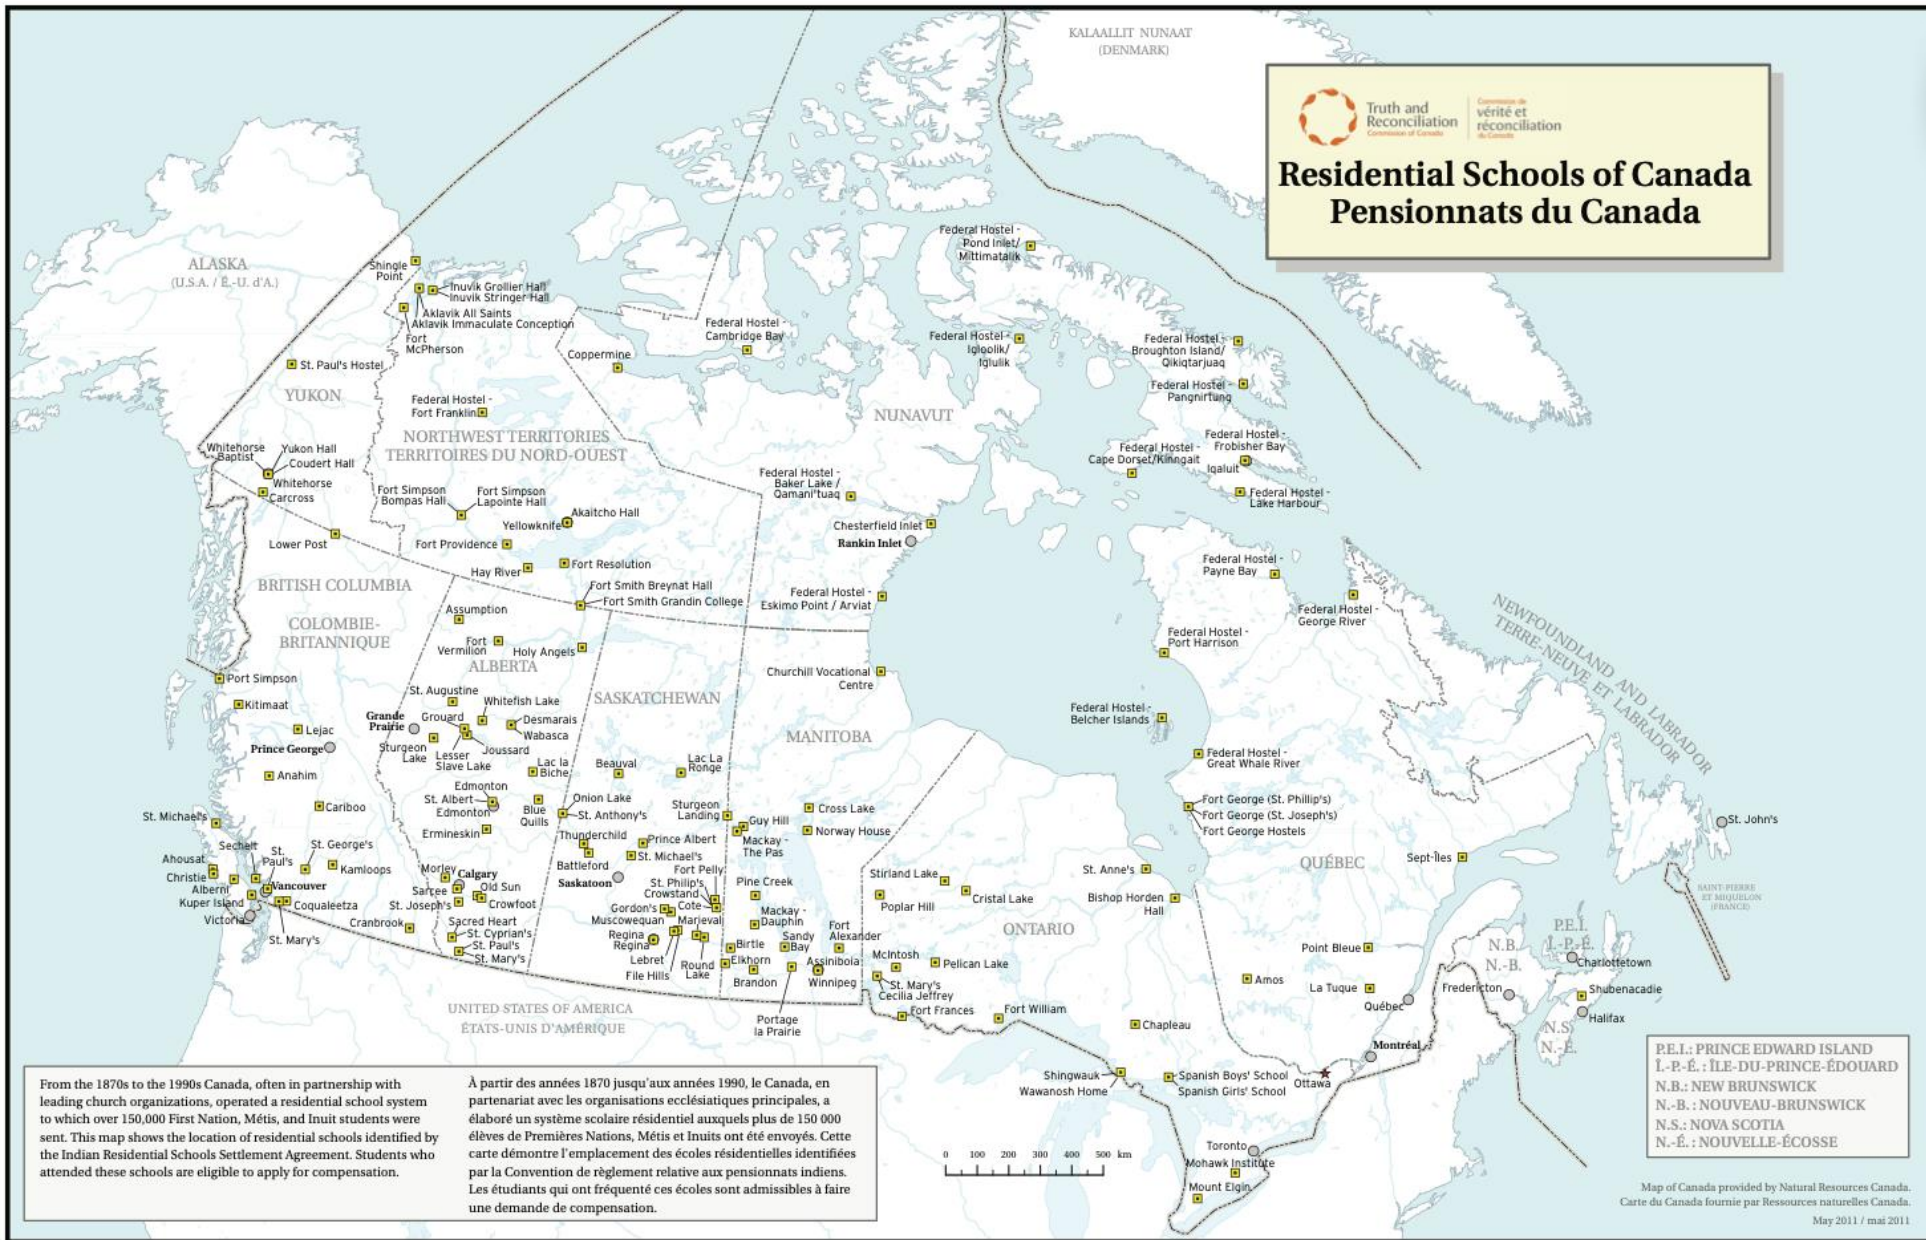 KALAALLIT NUNAAT
(DENMARK)
Truth and
Reconciliation
Commission of Canada
Commission de
vérité et
réconciliation
du Canada
Residential Schools of Canada
Pensionnats du Canada
ALASKA
(U.S.A. / É.-U. d'A.)
Shingle
Point
Inuvik Grollier Hall
Inuvik Stringer Hall
Aklavik All Saints
Aklavik Immaculate Conception
Fort
McPherson
St. Paul's Hostel
YUKON
Whitehorse
Baptist
Yukon Hall
Coudert Hall
Whitehorse
Carcross
Lower Post
Federal Hostel -
Pond Inlet/
Mittimatalik
Federal Hostel -
Cambridge Bay
Coppermine
Federal Hostel -
Igloolik/
Iglulik
Federal Hostel -
Broughton Island/
Qikiqtarjuaq
Federal Hostel -
Pangnirtung
Federal Hostel -
Fort Franklin
NORTHWEST TERRITORIES
TERRITOIRES DU NORD-OUEST
NUNAVUT
Federal Hostel -
Frobisher Bay
Iqaluit
Federal Hostel -
Cape Dorset/Kinngait
Federal Hostel -
Lake Harbour
Federal Hostel -
Baker Lake /
Qamani'tuaq
Fort Simpson
Bompas Hall
Fort Simpson
Lapointe Hall
Akaitcho Hall
Yellowknife
Fort Providence
Hay River
Fort Resolution
Fort Smith Breynat Hall
Fort Smith Grandin College
Chesterfield Inlet
Rankin Inlet
Federal Hostel -
Eskimo Point / Arviat
Federal Hostel -
Payne Bay
Federal Hostel -
George River
Federal Hostel -
Port Harrison
Federal Hostel -
Belcher Islands
Federal Hostel -
Great Whale River
NEWFOUNDLAND AND LABRADOR
TERRE-NEUVE ET LABRADOR
BRITISH COLUMBIA
COLOMBIE-
BRITANNIQUE
Port Simpson
Kitimaat
Lejac
Prince George
Anahim
Cariboo
St. Michael's
Sechelt
St.
Paul's
St. George's
Kamloops
Ahousat
Christie
Alberni
Kuper Island
Vancouver
Victoria
Coqualeetza
St. Mary's
Cranbrook
Assumption
Fort
Vermilion
Holy Angels
ALBERTA
St. Augustine
Whitefish Lake
Grande
Prairie
Grouard
Desmarais
Wabasca
Sturgeon
Lake
Lesser
Slave Lake
Joussard
Lac la
Biche
Edmonton
St. Albert
Edmonton
Blue
Quills
Ermineskin
Morley
Calgary
Sarcee
Old Sun
St. Joseph's
Crowfoot
Sacred Heart
St. Cyprian's
St. Paul's
St. Mary's
SASKATCHEWAN
Beauval
Lac La
Ronge
Onion Lake
St. Anthony's
Thunderchild
Battleford
Prince Albert
St. Michael's
Saskatoon
Sturgeon
Landing
Fort Pelly
St. Philip's
Crowstand
Cote
Gordon's
Muscowequan
Marieval
Regina
Regina
Lebret
File Hills
Round
Lake
MANITOBA
Churchill Vocational
Centre
Cross Lake
Norway House
Guy Hill
Mackay -
The Pas
Pine Creek
Mackay -
Dauphin
Fort
Alexander
Sandy
Bay
Birtle
Elkhorn
Brandon
Assiniboia
Winnipeg
Portage
la Prairie
ONTARIO
Stirland Lake
Cristal Lake
Poplar Hill
McIntosh
Pelican Lake
St. Mary's
Cecilia Jeffrey
Fort Frances
Fort William
St. Anne's
Bishop Horden
Hall
Chapleau
Shingwauk
Wawanosh Home
Spanish Boys' School
Spanish Girls' School
Ottawa
Toronto
Mohawk Institute
Mount Elgin
QUÉBEC
Fort George (St. Phillip's)
Fort George (St. Joseph's)
Fort George Hostels
Sept-Îles
Point Bleue
Amos
La Tuque
Québec
Montréal
St. John's
SAINT-PIERRE
ET MIQUELON
(FRANCE)
N.B.
N.-B.
P.E.I.
Î.-P.-É.
Charlottetown
Fredericton
Shubenacadie
Halifax
N.S.
N.-É.
UNITED STATES OF AMERICA
ÉTATS-UNIS D'AMÉRIQUE
From the 1870s to the 1990s Canada, often in partnership with
leading church organizations, operated a residential school system
to which over 150,000 First Nation, Métis, and Inuit students were
sent. This map shows the location of residential schools identified by
the Indian Residential Schools Settlement Agreement. Students who
attended these schools are eligible to apply for compensation.
À partir des années 1870 jusqu'aux années 1990, le Canada, en
partenariat avec les organisations ecclésiatiques principales, a
élaboré un système scolaire résidentiel auxquels plus de 150 000
élèves de Premières Nations, Métis et Inuits ont été envoyés. Cette
carte démontre l'emplacement des écoles résidentielles identifiées
par la Convention de règlement relative aux pensionnats indiens.
Les étudiants qui ont fréquenté ces écoles sont admissibles à faire
une demande de compensation.
0 100 200 300 400 500 km
P.E.I.: PRINCE EDWARD ISLAND
Î.-P.-É. : ÎLE-DU-PRINCE-ÉDOUARD
N.B.: NEW BRUNSWICK
N.-B. : NOUVEAU-BRUNSWICK
N.S.: NOVA SCOTIA
N.-É. : NOUVELLE-ÉCOSSE
Map of Canada provided by Natural Resources Canada.
Carte du Canada fournie par Ressources naturelles Canada.
May 2011 / mai 2011